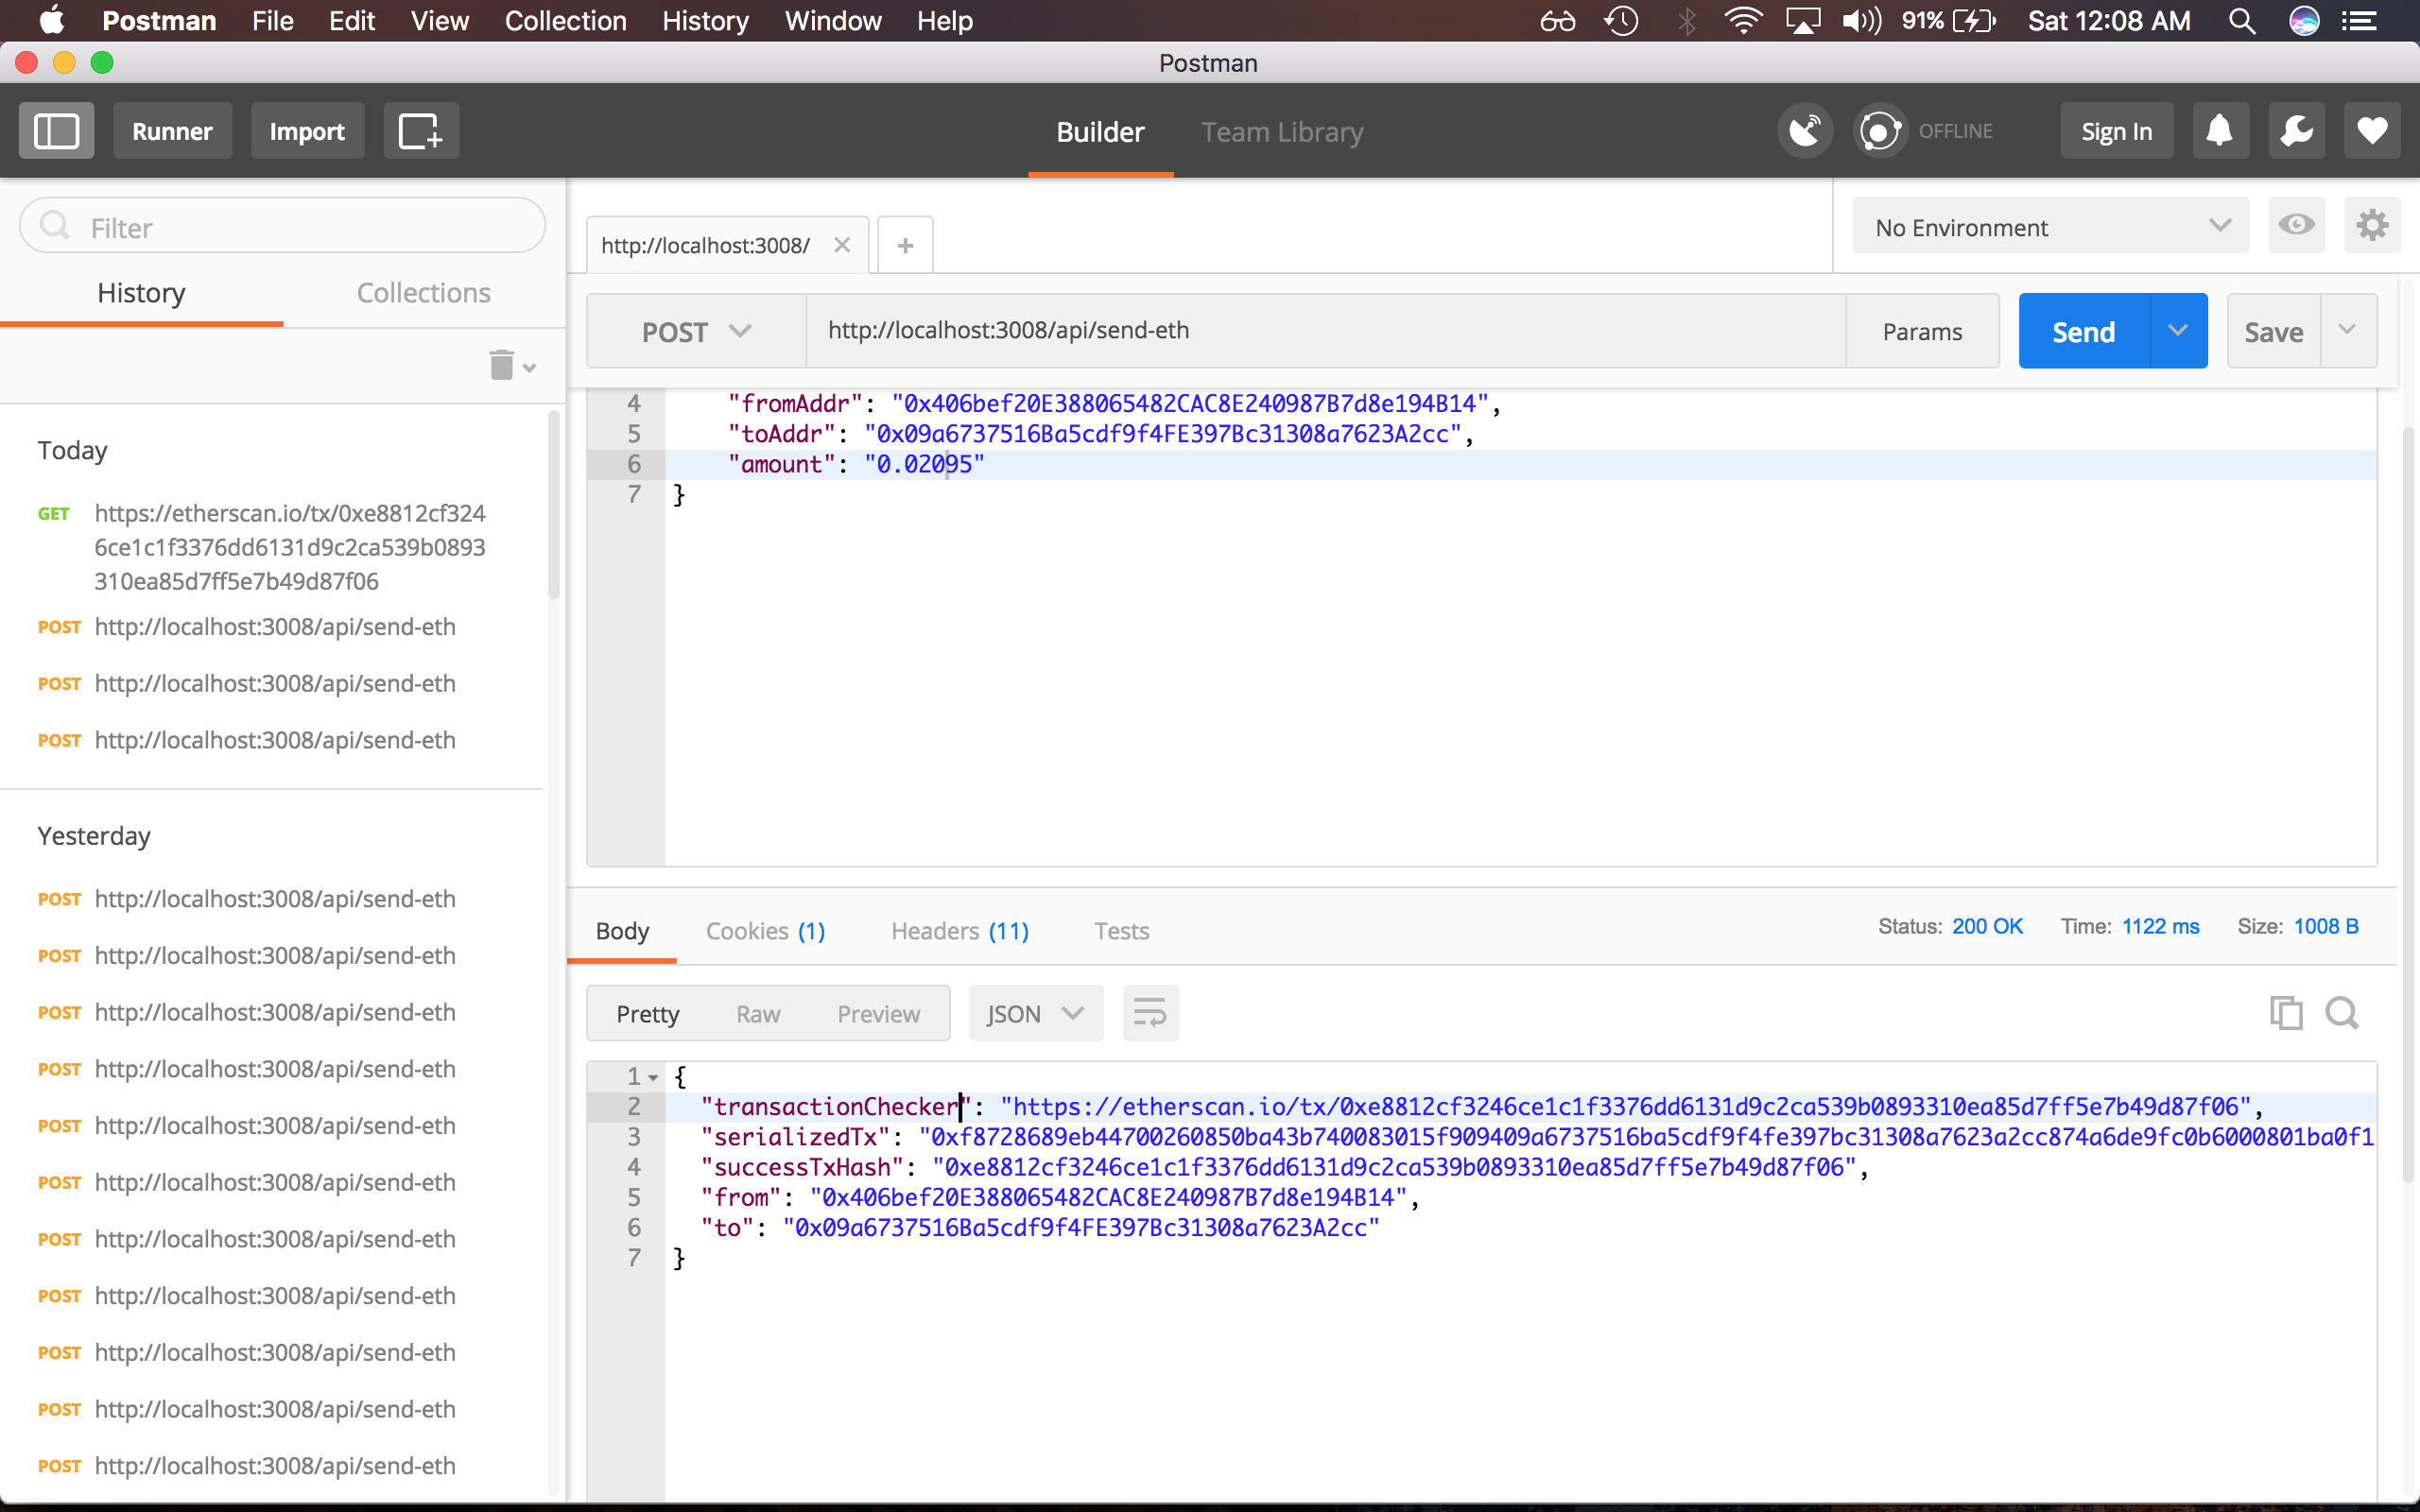 Postman File Edit View Collection History Window Help 91% Sat 12:08 AM
Postman
Runner Import Builder Team Library OFFLINE Sign In
Filter
History Collections
Today
GET https://etherscan.io/tx/0xe8812cf324
6ce1c1f3376dd6131d9c2ca539b0893
310ea85d7ff5e7b49d87f06
POST http://localhost:3008/api/send-eth
POST http://localhost:3008/api/send-eth
POST http://localhost:3008/api/send-eth
Yesterday
POST http://localhost:3008/api/send-eth
POST http://localhost:3008/api/send-eth
POST http://localhost:3008/api/send-eth
POST http://localhost:3008/api/send-eth
POST http://localhost:3008/api/send-eth
POST http://localhost:3008/api/send-eth
POST http://localhost:3008/api/send-eth
POST http://localhost:3008/api/send-eth
POST http://localhost:3008/api/send-eth
POST http://localhost:3008/api/send-eth
POST http://localhost:3008/api/send-eth
http://localhost:3008/ × + No Environment
POST http://localhost:3008/api/send-eth Params Send Save
4 "fromAddr": "0x406bef20E388065482CAC8E240987B7d8e194B14",
5 "toAddr": "0x09a6737516Ba5cdf9f4FE397Bc31308a7623A2cc",
6 "amount": "0.02095"
7 }
Body Cookies (1) Headers (11) Tests Status: 200 OK Time: 1122 ms Size: 1008 B
Pretty Raw Preview JSON
1 {
2 "transactionChecker": "https://etherscan.io/tx/0xe8812cf3246ce1c1f3376dd6131d9c2ca539b0893310ea85d7ff5e7b49d87f06",
3 "serializedTx": "0xf8728689eb44700260850ba43b740083015f909409a6737516ba5cdf9f4fe397bc31308a7623a2cc874a6de9fc0b6000801ba0f1
4 "successTxHash": "0xe8812cf3246ce1c1f3376dd6131d9c2ca539b0893310ea85d7ff5e7b49d87f06",
5 "from": "0x406bef20E388065482CAC8E240987B7d8e194B14",
6 "to": "0x09a6737516Ba5cdf9f4FE397Bc31308a7623A2cc"
7 }